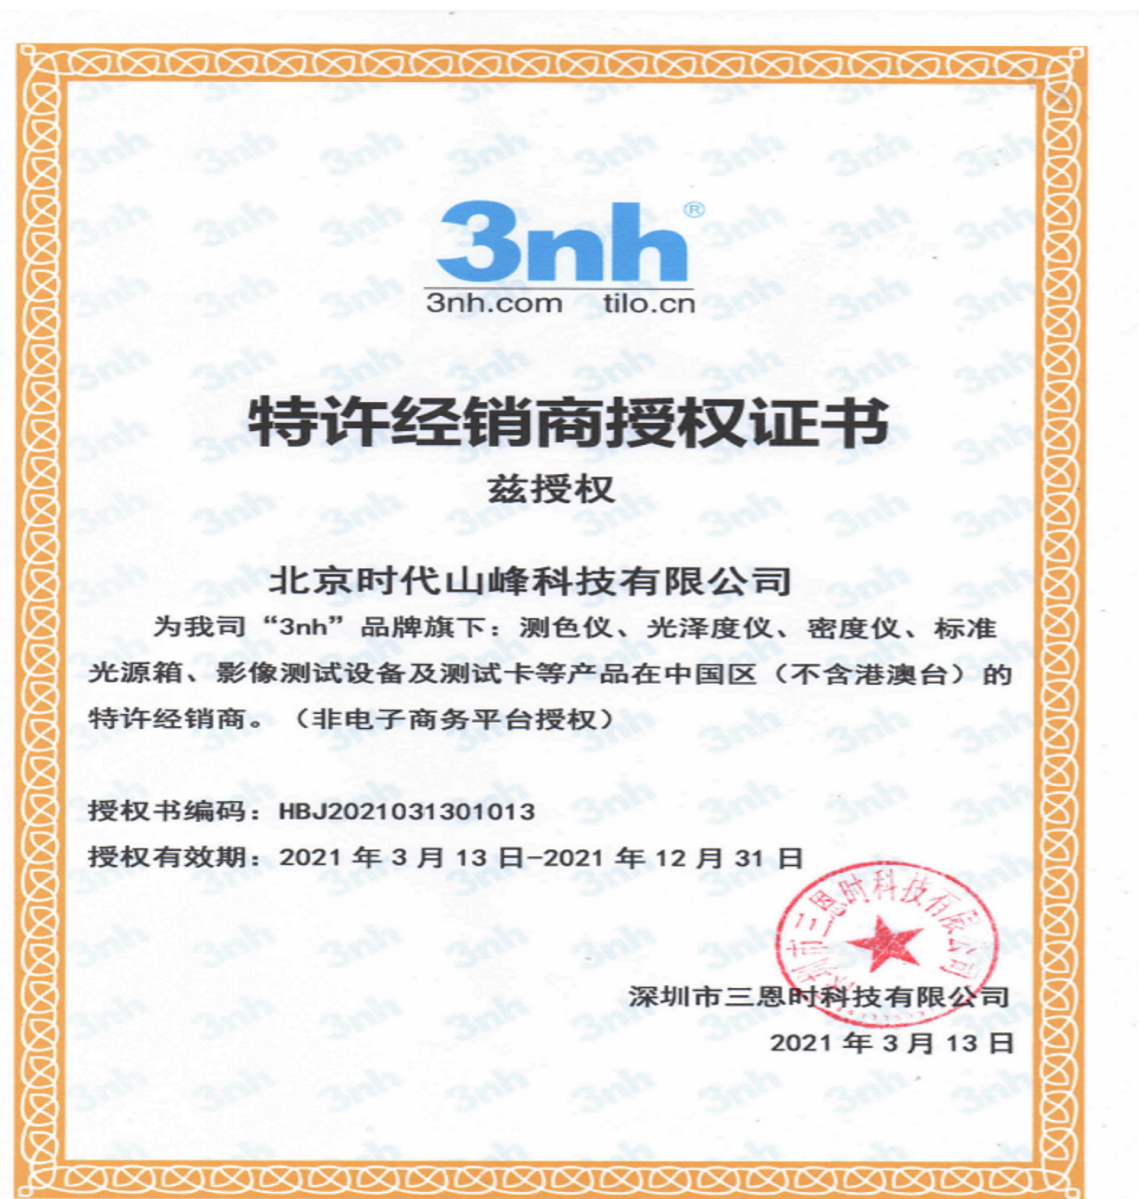 3nh®
3nh.com tilo.cn
特许经销商授权证书
兹授权
北京时代山峰科技有限公司
为我司“3nh”品牌旗下：测色仪、光泽度仪、密度仪、标准
光源箱、影像测试设备及测试卡等产品在中国区（不含港澳台）的
特许经销商。（非电子商务平台授权）
授权书编码：HBJ2021031301013
授权有效期：2021 年 3 月 13 日-2021 年 12 月 31 日
深圳市三恩时科技有限公司
深圳市三恩时科技有限公司
2021 年 3 月 13 日